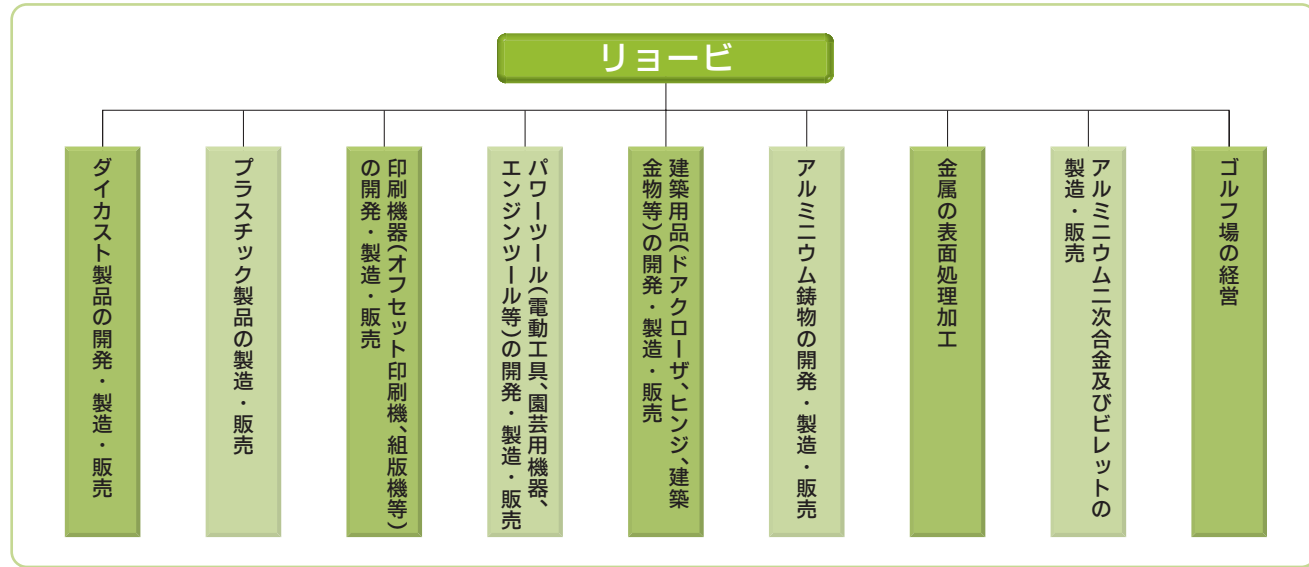 リョービ
ダイカスト製品の開発・製造・販売
プラスチック製品の製造・販売
印刷機器(オフセット印刷機、組版機等)
の開発・製造・販売
パワーツール(電動工具、園芸用機器、
エンジンツール等)の開発・製造・販売
建築用品(ドアクローザ、ヒンジ、建築
金物等)の開発・製造・販売
アルミニウム鋳物の開発・製造・販売
金属の表面処理加工
アルミニウム二次合金及びビレットの
製造・販売
ゴルフ場の経営